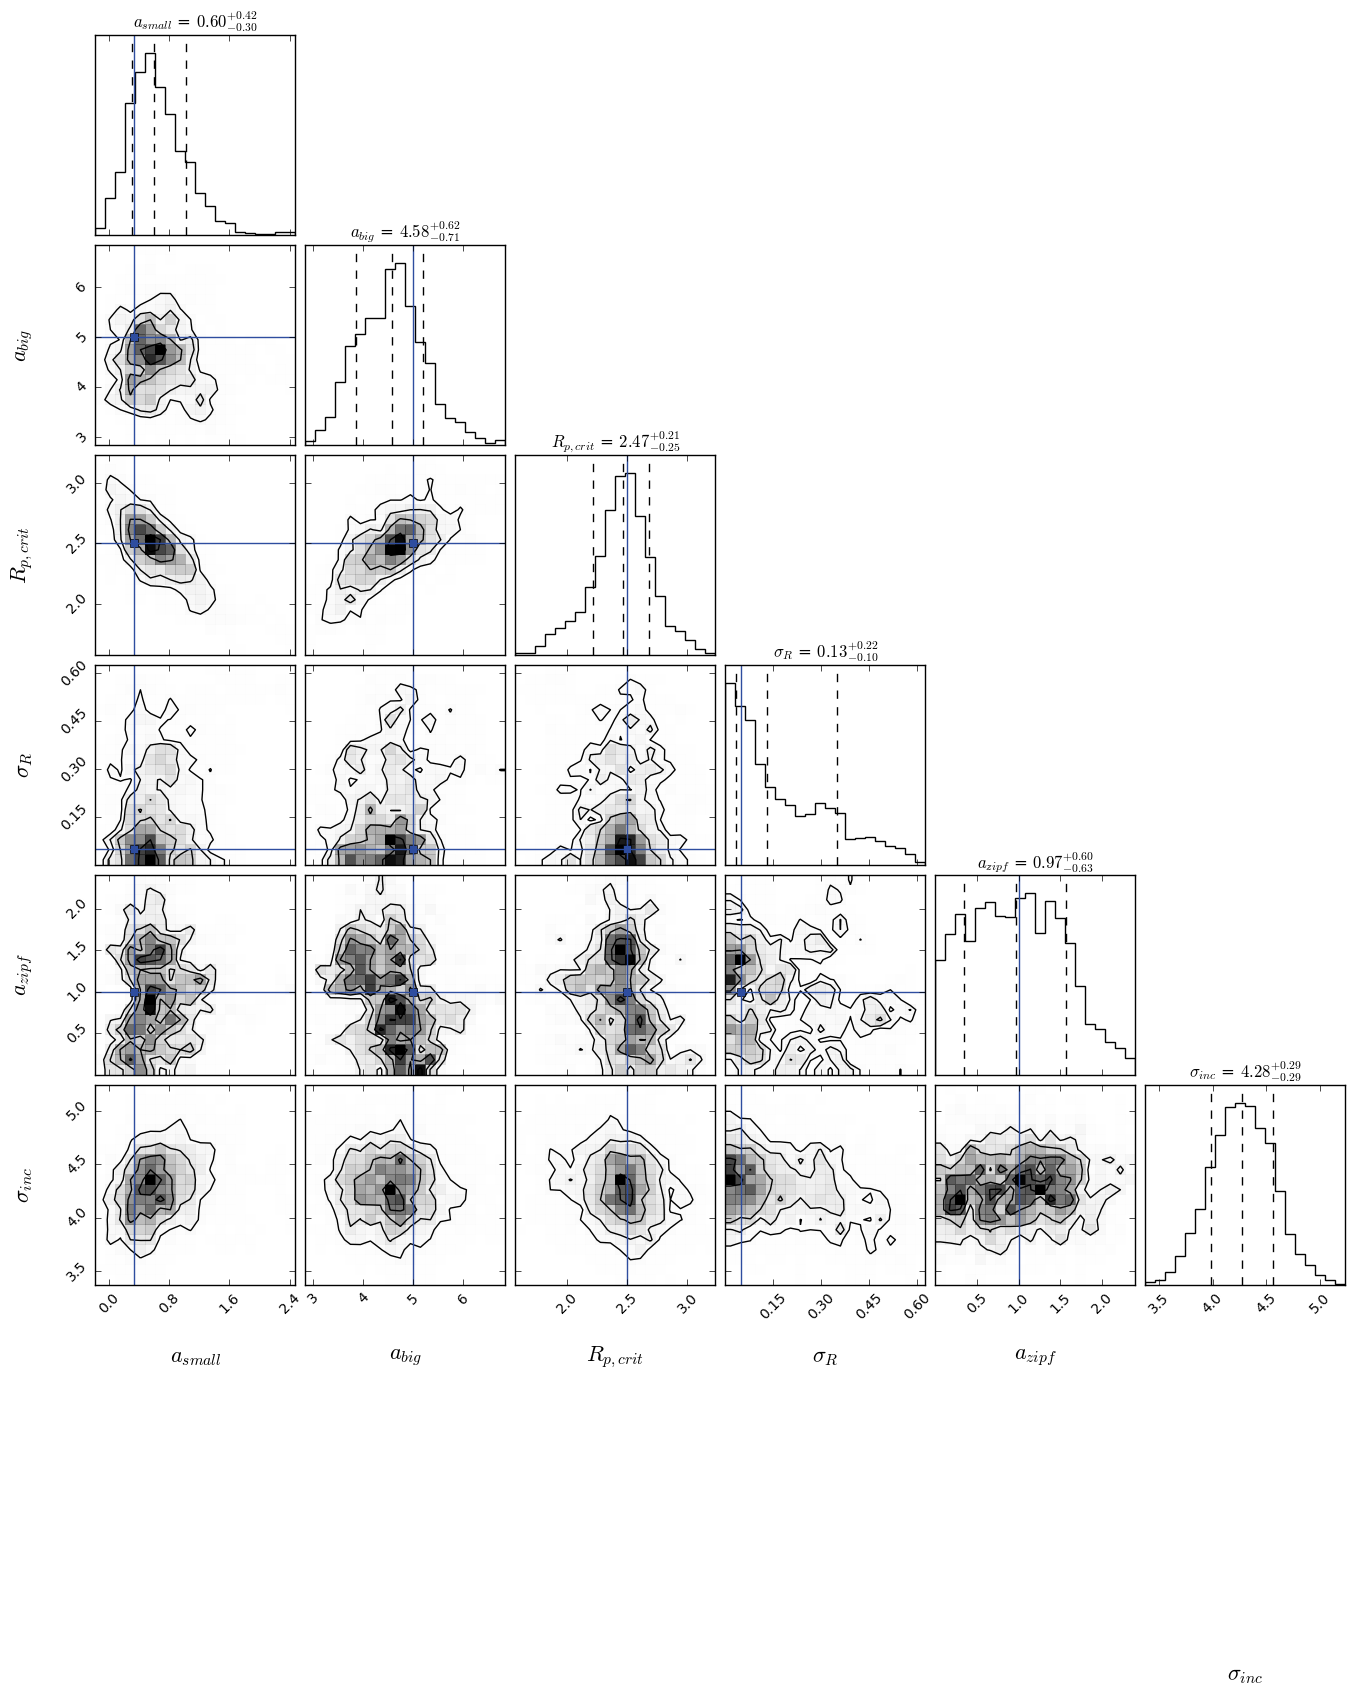 a_small = 0.60^{+0.42}_{-0.30}
a_big = 4.58^{+0.62}_{-0.71}
6
5
4
3
a_big
R_{p,crit} = 2.47^{+0.21}_{-0.25}
3.0
2.5
2.0
R_{p,crit}
σ_R = 0.13^{+0.22}_{-0.10}
0.60
0.45
0.30
0.15
σ_R
a_zipf = 0.97^{+0.60}_{-0.63}
2.0
1.5
1.0
0.5
a_zipf
σ_inc = 4.28^{+0.29}_{-0.29}
5.0
4.5
4.0
3.5
σ_inc
0.0 0.8 1.6 2.4 3 4 5 6 2.0 2.5 3.0 0.15 0.30 0.45 0.60 0.5 1.0 1.5 2.0 3.5 4.0 4.5 5.0
a_small a_big R_{p,crit} σ_R a_zipf
σ_inc